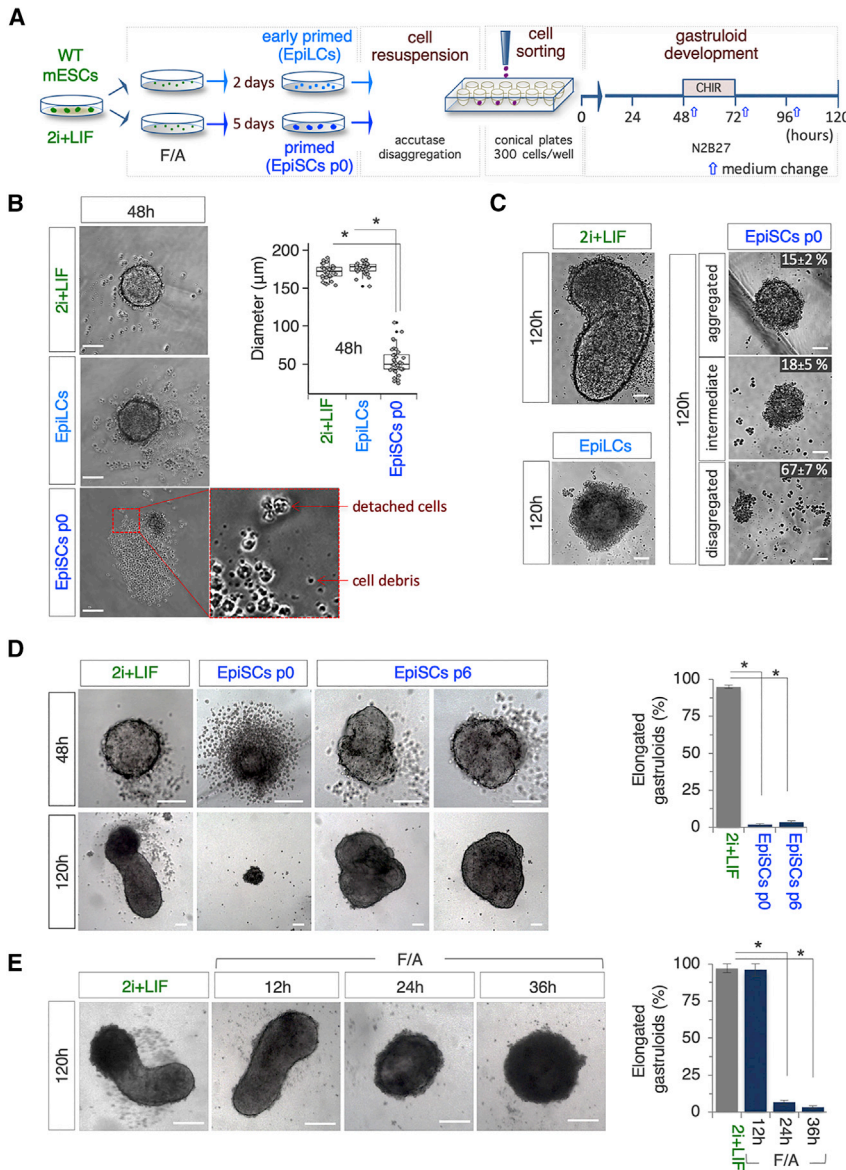 A
WT
mESCs
2i+LIF
early primed
(EpiLCs)
2 days
5 days
primed
(EpiSCs p0)
F/A
cell
resuspension
accutase
disaggregation
cell
sorting
conical plates
300 cells/well
gastruloid
development
CHIR
0 24 48 72 96 120
(hours)
N2B27
medium change
B
48h
2i+LIF
EpiLCs
EpiSCs p0
detached cells
cell debris
* *
Diameter (µm)
200
150
100
50
48h
2i+LIF
EpiLCs
EpiSCs p0
C
2i+LIF
120h
EpiLCs
120h
EpiSCs p0
120h
aggregated
15±2 %
intermediate
18±5 %
disagregated
67±7 %
D
2i+LIF EpiSCs p0 EpiSCs p6
48h
120h
Elongated
gastruloids (%)
100
75
50
25
0
* *
2i+LIF
EpiSCs p0
EpiSCs p6
E
F/A
2i+LIF 12h 24h 36h
120h
Elongated
gastruloids (%)
100
75
50
25
0
* *
2i+LIF
12h
24h
36h
F/A